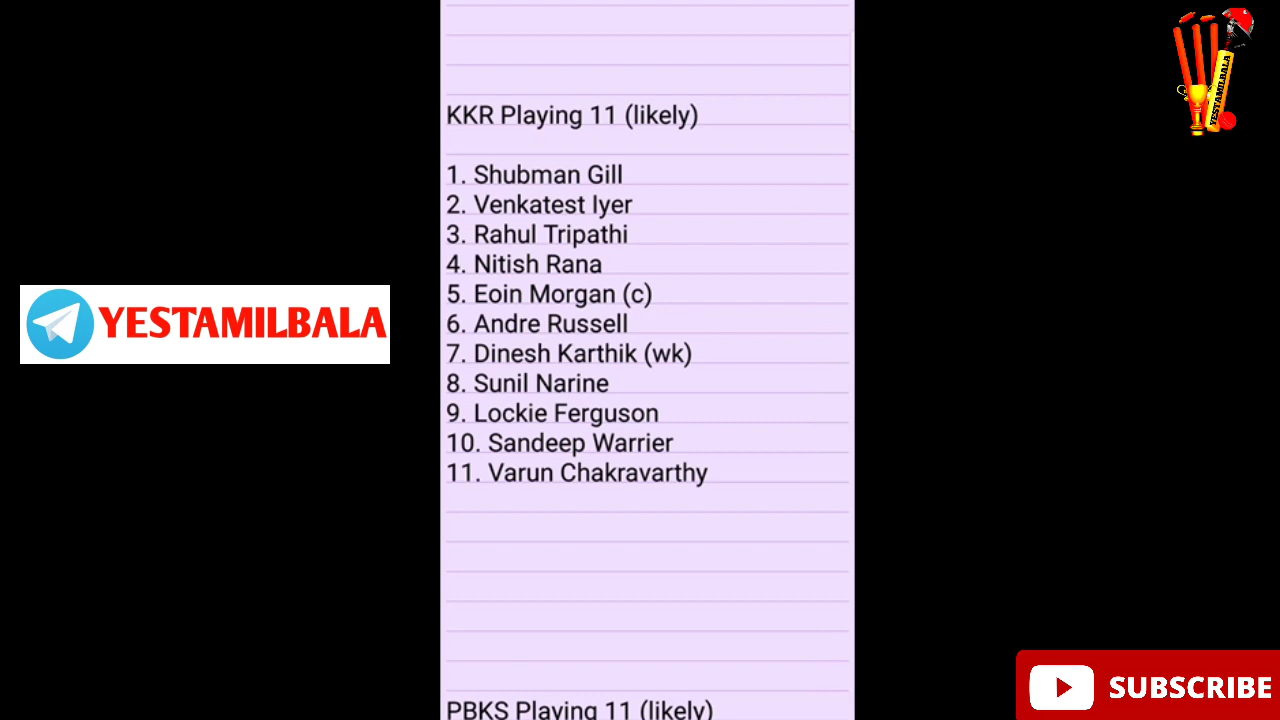 KKR Playing 11 (likely)
1. Shubman Gill
2. Venkatest Iyer
3. Rahul Tripathi
4. Nitish Rana
5. Eoin Morgan (c)
6. Andre Russell
7. Dinesh Karthik (wk)
8. Sunil Narine
9. Lockie Ferguson
10. Sandeep Warrier
11. Varun Chakravarthy
PBKS Playing 11 (likely)
YESTAMILBALA
YESTAMILBALA
SUBSCRIBE